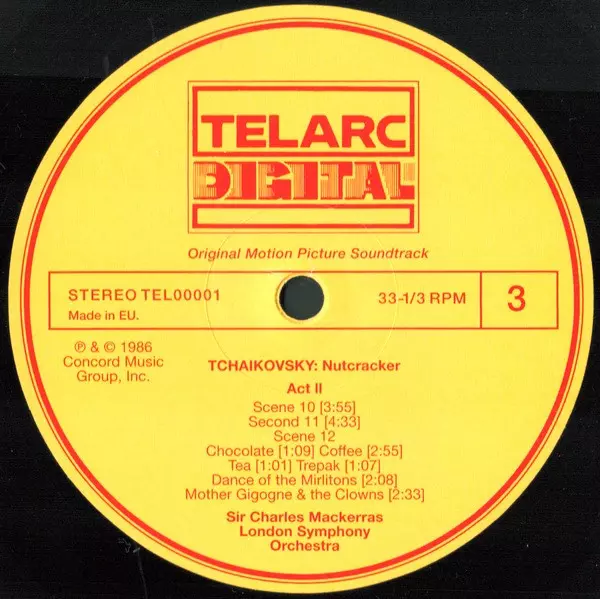 TELARC
DIGITAL
Original Motion Picture Soundtrack
STEREO TEL00001
Made in EU.
33-1/3 RPM
3
℗ & © 1986
Concord Music
Group, Inc.
TCHAIKOVSKY: Nutcracker
Act II
Scene 10 [3:55]
Second 11 [4:33]
Scene 12
Chocolate [1:09] Coffee [2:55]
Tea [1:01] Trepak [1:07]
Dance of the Mirlitons [2:08]
Mother Gigogne & the Clowns [2:33]
Sir Charles Mackerras
London Symphony
Orchestra